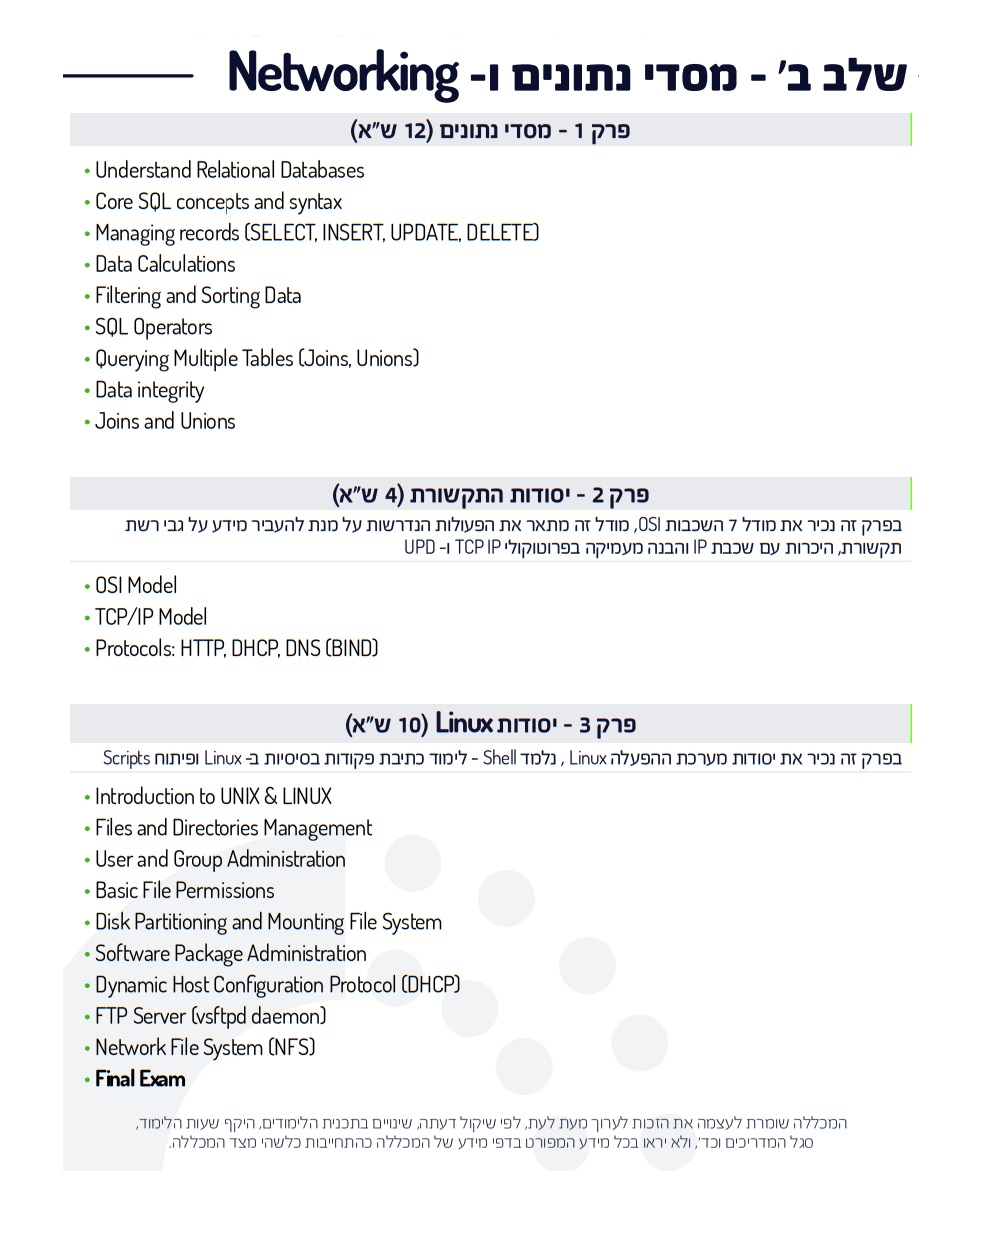 שלב ב' - מסדי נתונים ו- Networking
פרק 1 - מסדי נתונים (12 ש"א)
• Understand Relational Databases
• Core SQL concepts and syntax
• Managing records (SELECT, INSERT, UPDATE, DELETE)
• Data Calculations
• Filtering and Sorting Data
• SQL Operators
• Querying Multiple Tables (Joins, Unions)
• Data integrity
• Joins and Unions
פרק 2 - יסודות התקשורת (4 ש"א)
בפרק זה נכיר את מודל 7 השכבות OSI, מודל זה מתאר את הפעולות הנדרשות על מנת להעביר מידע על גבי רשת
תקשורת, היכרות עם שכבת IP והבנה מעמיקה בפרוטוקולי TCP IP ו- UPD
• OSI Model
• TCP/IP Model
• Protocols: HTTP, DHCP, DNS (BIND)
פרק 3 - יסודות Linux (10 ש"א)
בפרק זה נכיר את יסודות מערכת ההפעלה Linux , נלמד Shell - לימוד כתיבת פקודות בסיסיות ב- Linux ופיתוח Scripts
• Introduction to UNIX & LINUX
• Files and Directories Management
• User and Group Administration
• Basic File Permissions
• Disk Partitioning and Mounting File System
• Software Package Administration
• Dynamic Host Configuration Protocol (DHCP)
• FTP Server (vsftpd daemon)
• Network File System (NFS)
• Final Exam
המכללה שומרת לעצמה את הזכות לערוך מעת לעת, לפי שיקול דעתה, שינויים בתכנית הלימודים, היקף שעות הלימוד,
סגל המדריכים וכד', ולא יראו בכל מידע המפורט בדפי מידע של המכללה כהתחייבות כלשהי מצד המכללה.